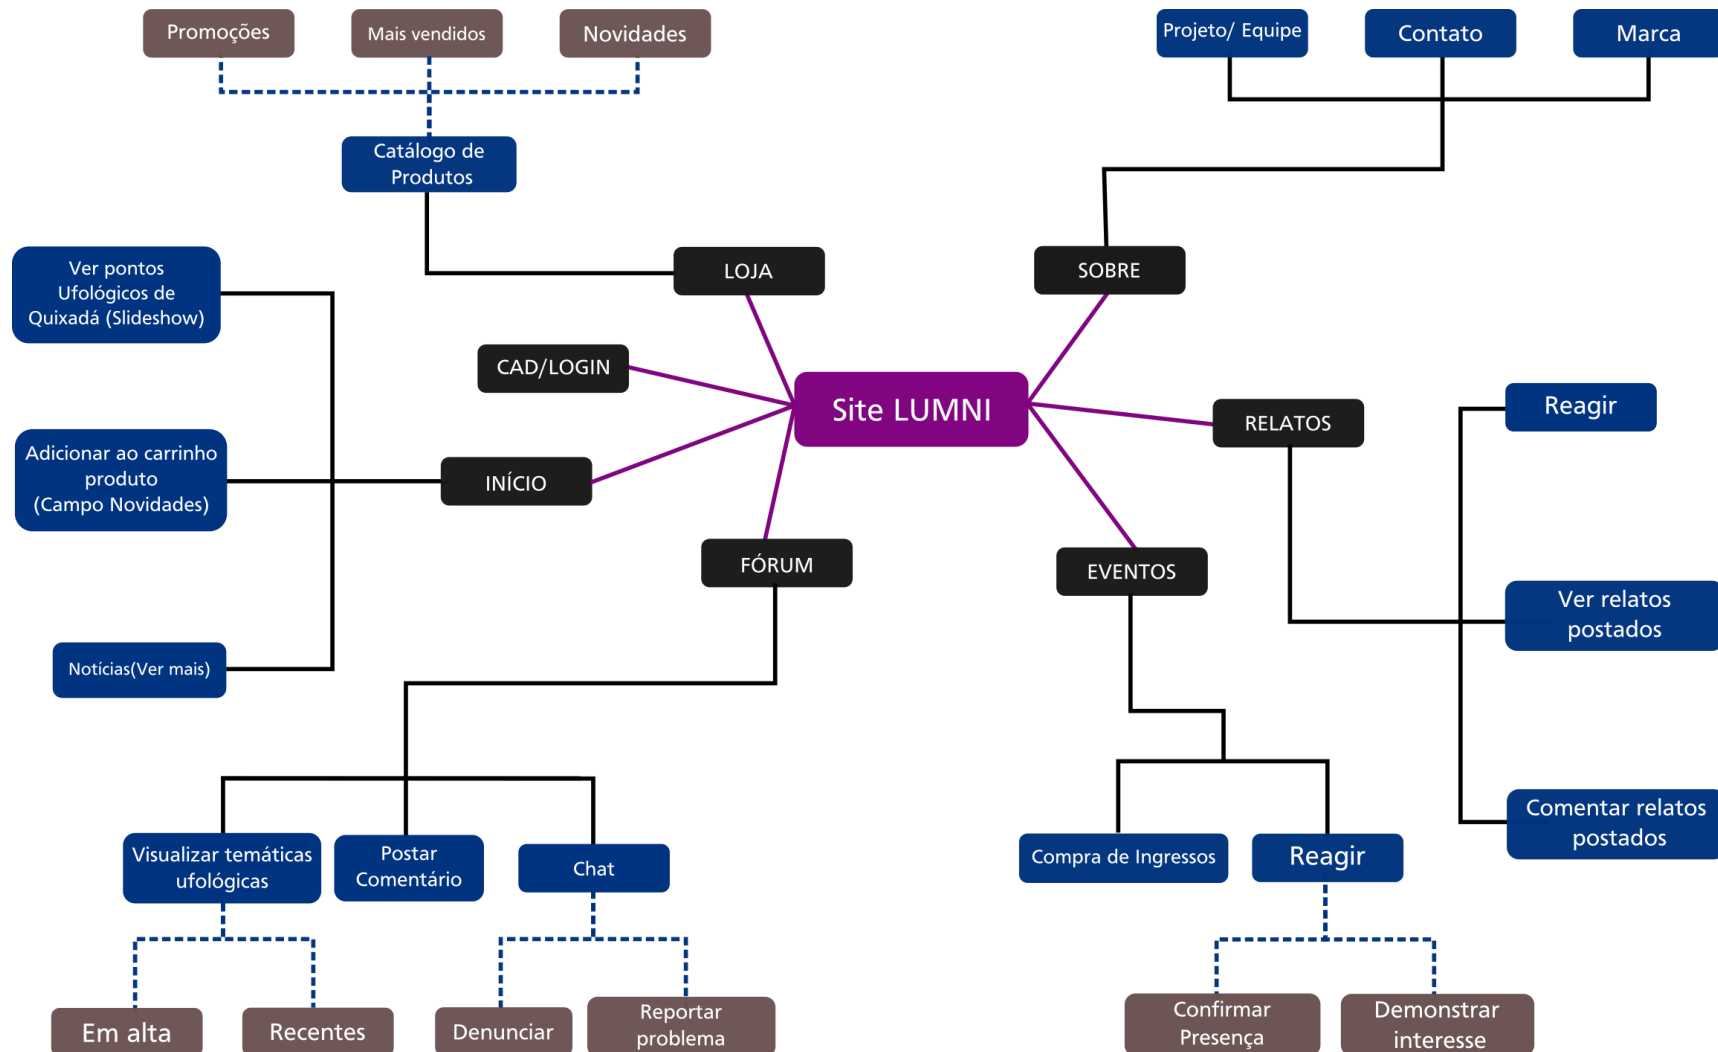 Promoções
Mais vendidos
Novidades
Projeto/ Equipe
Contato
Marca
Catálogo de
Produtos
Ver pontos
Ufológicos de
Quixadá (Slideshow)
LOJA
SOBRE
CAD/LOGIN
Site LUMNI
Reagir
RELATOS
Adicionar ao carrinho
produto
(Campo Novidades)
INÍCIO
FÓRUM
EVENTOS
Ver relatos
postados
Notícias(Ver mais)
Comentar relatos
postados
Visualizar temáticas
ufológicas
Postar
Comentário
Chat
Compra de Ingressos
Reagir
Em alta
Recentes
Denunciar
Reportar
problema
Confirmar
Presença
Demonstrar
interesse